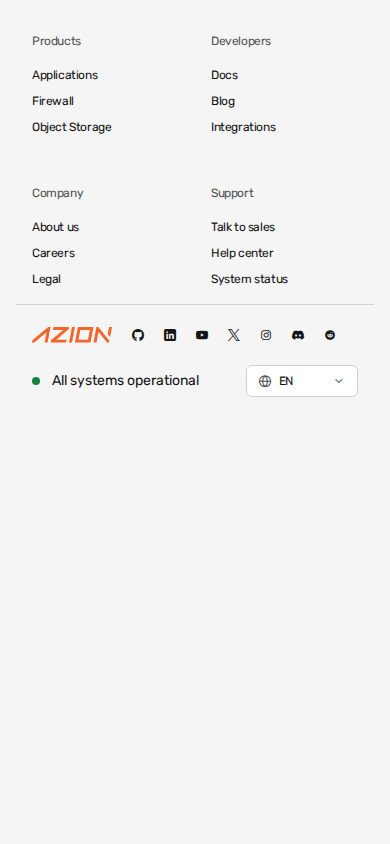 Products
Applications
Firewall
Object Storage
Developers
Docs
Blog
Integrations
Company
About us
Careers
Legal
Support
Talk to sales
Help center
System status
AZION
All systems operational
EN